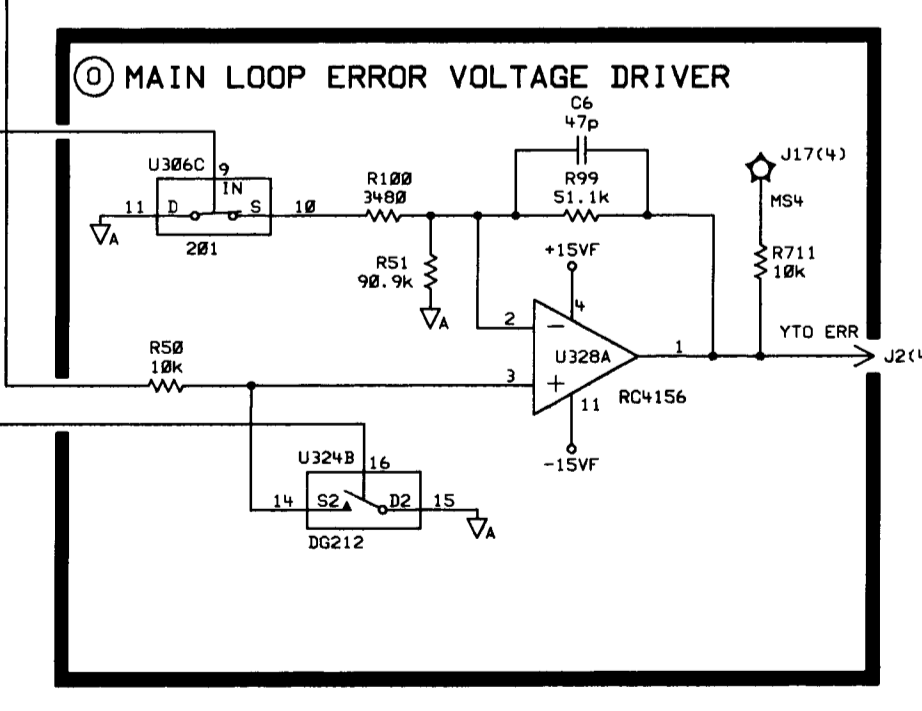 O MAIN LOOP ERROR VOLTAGE DRIVER
C6
47p
J17(4)
U306C
9
IN
R100
3480
R99
51.1k
MS4
11
D
S
10
A
201
+15VF
R711
10k
R51
90.9k
4
A
2
−
YTO ERR
R50
10k
U328A
1
J2(4
3
+
RC4156
11
U324B
16
−15VF
14
S2
D2
15
A
DG212